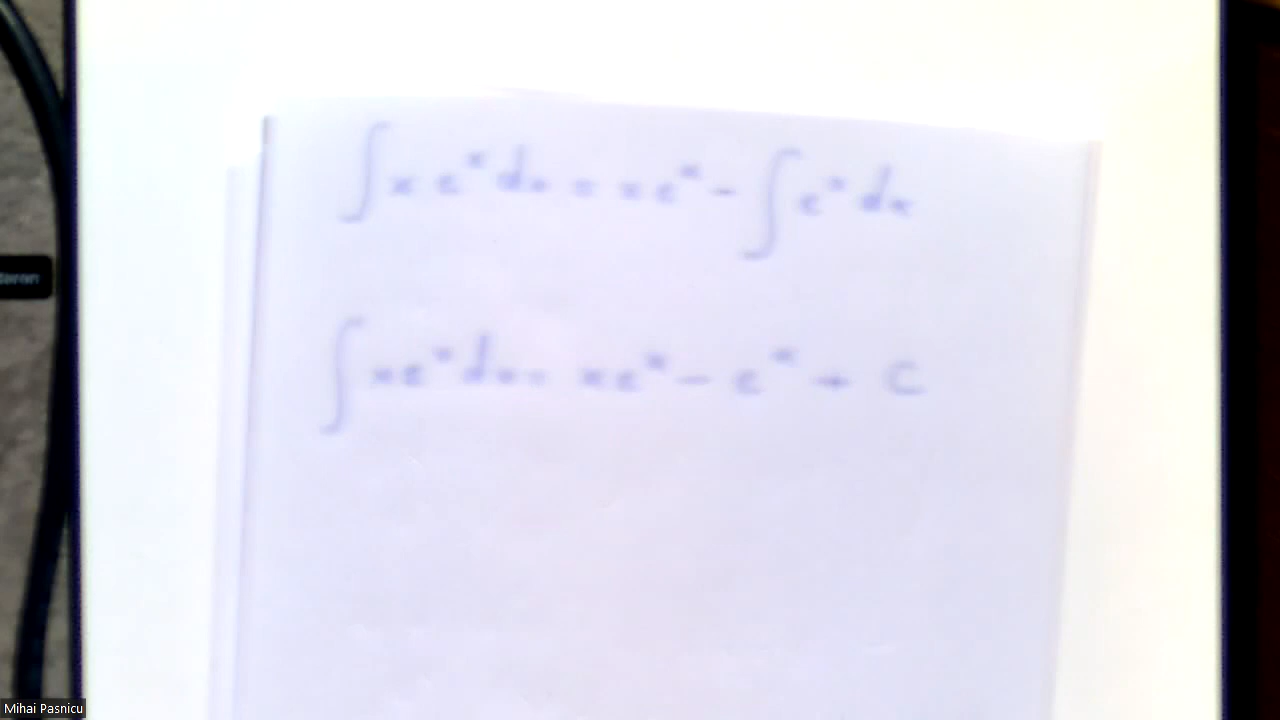 ∫ x e^x dx = x e^x - ∫ e^x dx
∫ x e^x dx = x e^x - e^x + C
Mihai Pasnicu